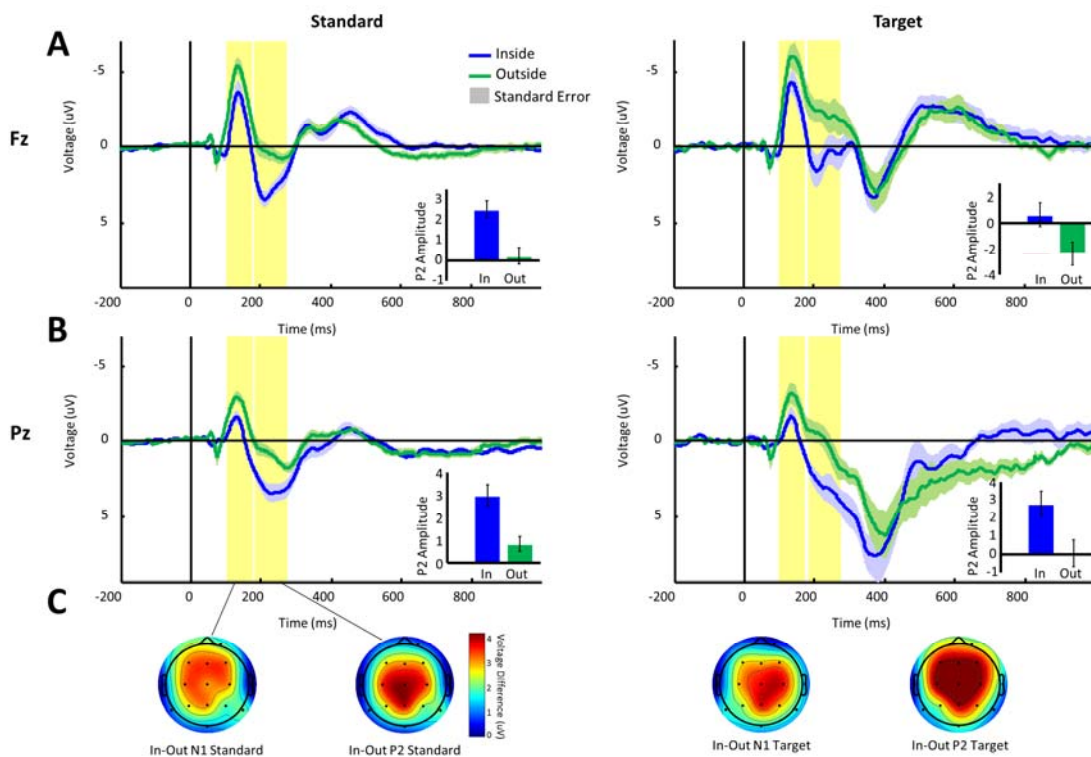 Standard
Target
A
Fz
Voltage (uV)
-5
0
5
Inside
Outside
Standard Error
P2 Amplitude
3
2
1
0
-1
In Out
-200 0 200 400 600 800
Time (ms)
Voltage (uV)
-5
0
5
P2 Amplitude
2
0
-2
-4
In Out
-200 0 200 400 600 800
Time (ms)
B
Pz
Voltage (uV)
-5
0
5
P2 Amplitude
4
3
2
1
0
In Out
-200 0 200 400 600 800
Time (ms)
Voltage (uV)
-5
0
5
P2 Amplitude
4
3
2
1
0
-1
In Out
-200 0 200 400 600 800
Time (ms)
C
4
3
2
1
0
Voltage Difference (uV)
In-Out N1 Standard
In-Out P2 Standard
In-Out N1 Target
In-Out P2 Target